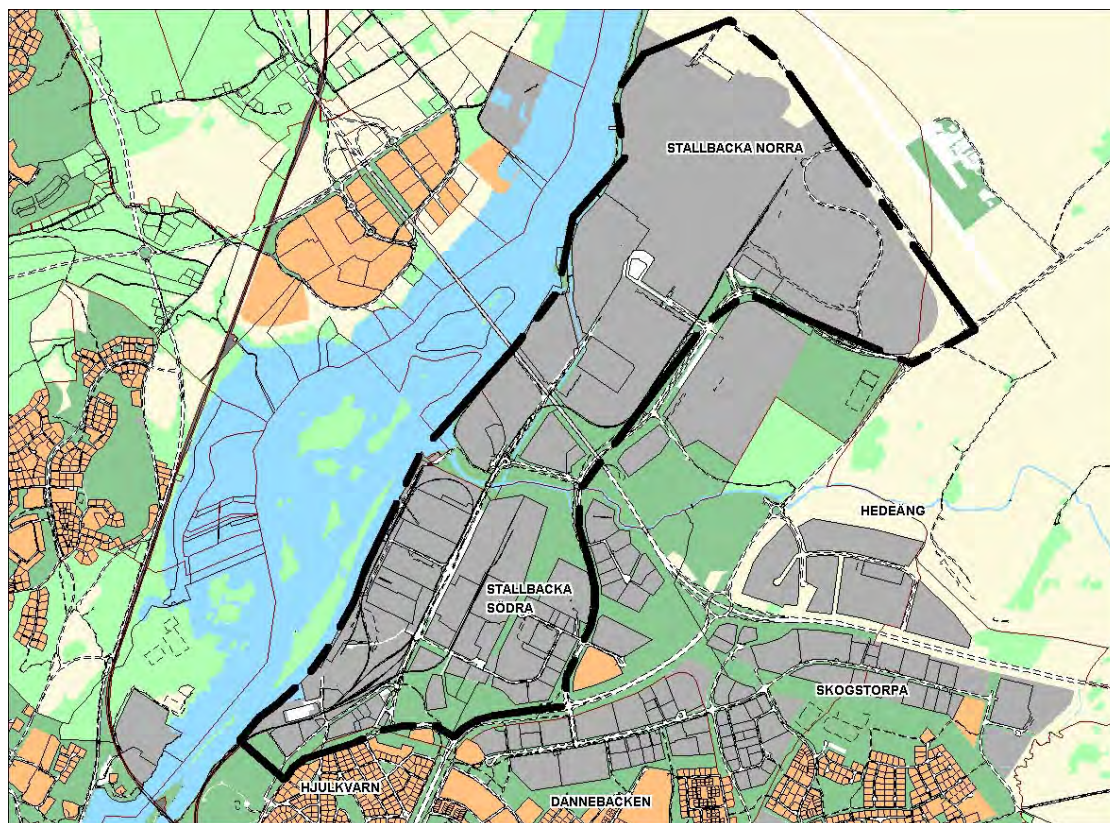 STALLBACKA NORRA
HEDEÄNG
STALLBACKA
SÖDRA
SKOGSTORPA
HJULKVARN
DANNEBACKEN